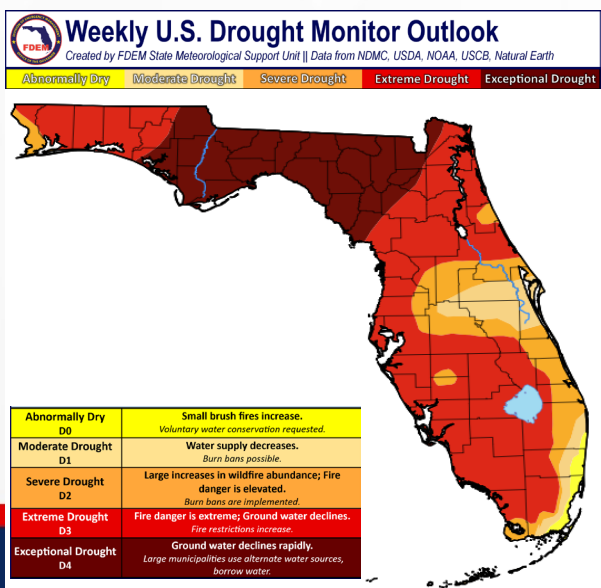 FDEM
Weekly U.S. Drought Monitor Outlook
Created by FDEM State Meteorological Support Unit || Data from NDMC, USDA, NOAA, USCB, Natural Earth
Abnormally Dry
Moderate Drought
Severe Drought
Extreme Drought
Exceptional Drought
Abnormally Dry
D0
Small brush fires increase.
Voluntary water conservation requested.
Moderate Drought
D1
Water supply decreases.
Burn bans possible.
Severe Drought
D2
Large increases in wildfire abundance; Fire
danger is elevated.
Burn bans are implemented.
Extreme Drought
D3
Fire danger is extreme; Ground water declines.
Fire restrictions increase.
Exceptional Drought
D4
Ground water declines rapidly.
Large municipalities use alternate water sources,
borrow water.